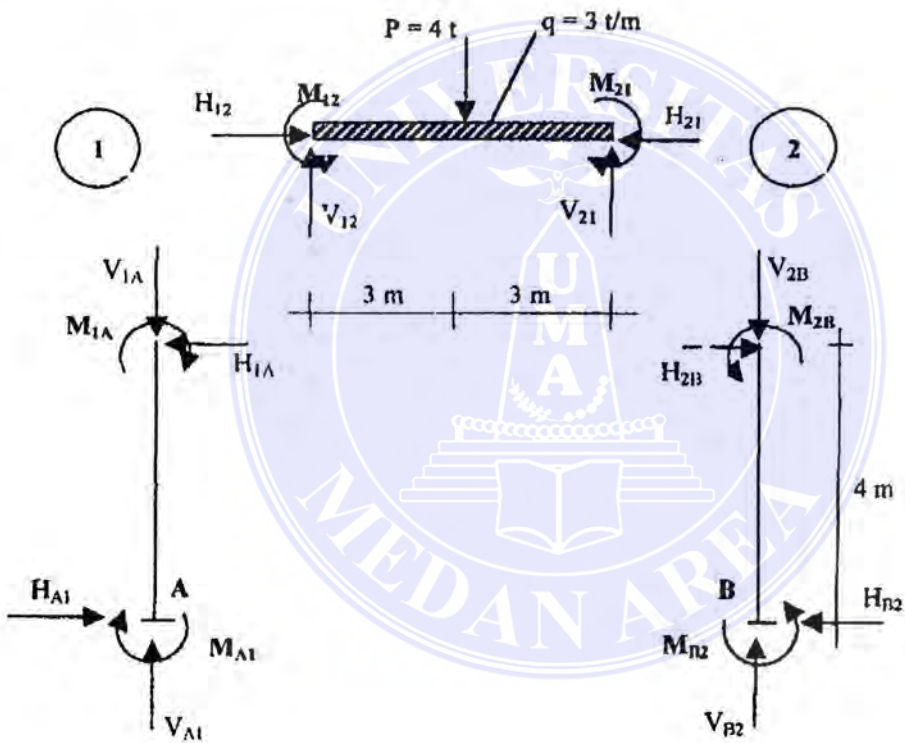 P = 4 t
q = 3 t/m
M12
M21
H12
H21
1
2
V12
V21
V1A
V2B
3 m
3 m
M1A
M2B
H1A
H2B
4 m
HA1
A
B
HB2
MA1
MB2
VA1
VB2
UNIVERSITAS
UMA
MEDAN AREA